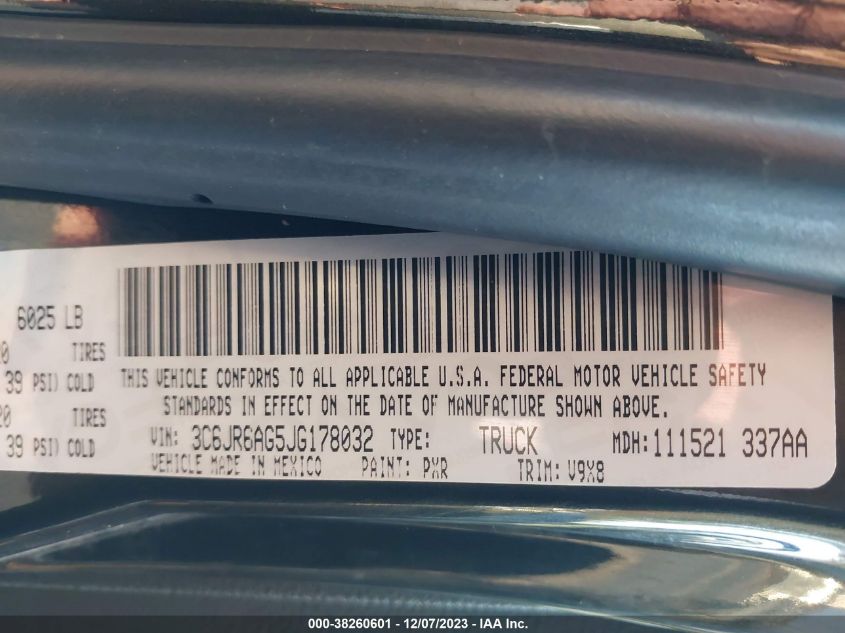 6025 LB
0 TIRES
39 PSI) COLD
20 TIRES
39 PSI) COLD
THIS VEHICLE CONFORMS TO ALL APPLICABLE U.S.A. FEDERAL MOTOR VEHICLE SAFETY
STANDARDS IN EFFECT ON THE DATE OF MANUFACTURE SHOWN ABOVE.
VIN: 3C6JR6AG5JG178032 TYPE: TRUCK MDH:111521 337AA
VEHICLE MADE IN MEXICO PAINT: PXR TRIM: V9X8
000-38260601 - 12/07/2023 - IAA Inc.